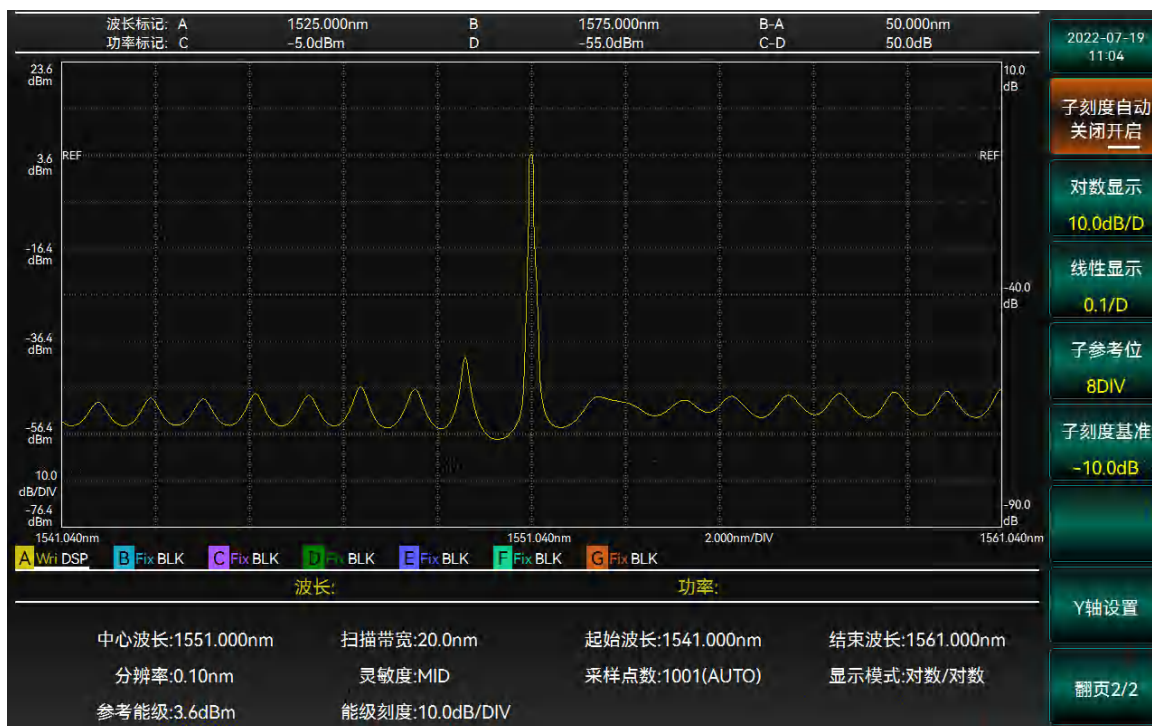 波长标记: A 1525.000nm B 1575.000nm B-A 50.000nm
功率标记: C -5.0dBm D -55.0dBm C-D 50.0dB
2022-07-19
11:04
子刻度自动
关闭开启
对数显示
10.0dB/D
线性显示
0.1/D
子参考位
8DIV
子刻度基准
-10.0dB
Y轴设置
翻页2/2
23.6
dBm
10.0
dB
3.6
dBm
REF
REF
-16.4
dBm
-40.0
dB
-36.4
dBm
-56.4
dBm
10.0
dB/DIV
-76.4
dBm
-90.0
dB
1541.040nm 1551.040nm 2.000nm/DIV 1561.040nm
A Wri DSP B Fix BLK C Fix BLK D Fix BLK E Fix BLK F Fix BLK G Fix BLK
波长: 功率:
中心波长:1551.000nm 扫描带宽:20.0nm 起始波长:1541.000nm 结束波长:1561.000nm
分辨率:0.10nm 灵敏度:MID 采样点数:1001(AUTO) 显示模式:对数/对数
参考能级:3.6dBm 能级刻度:10.0dB/DIV